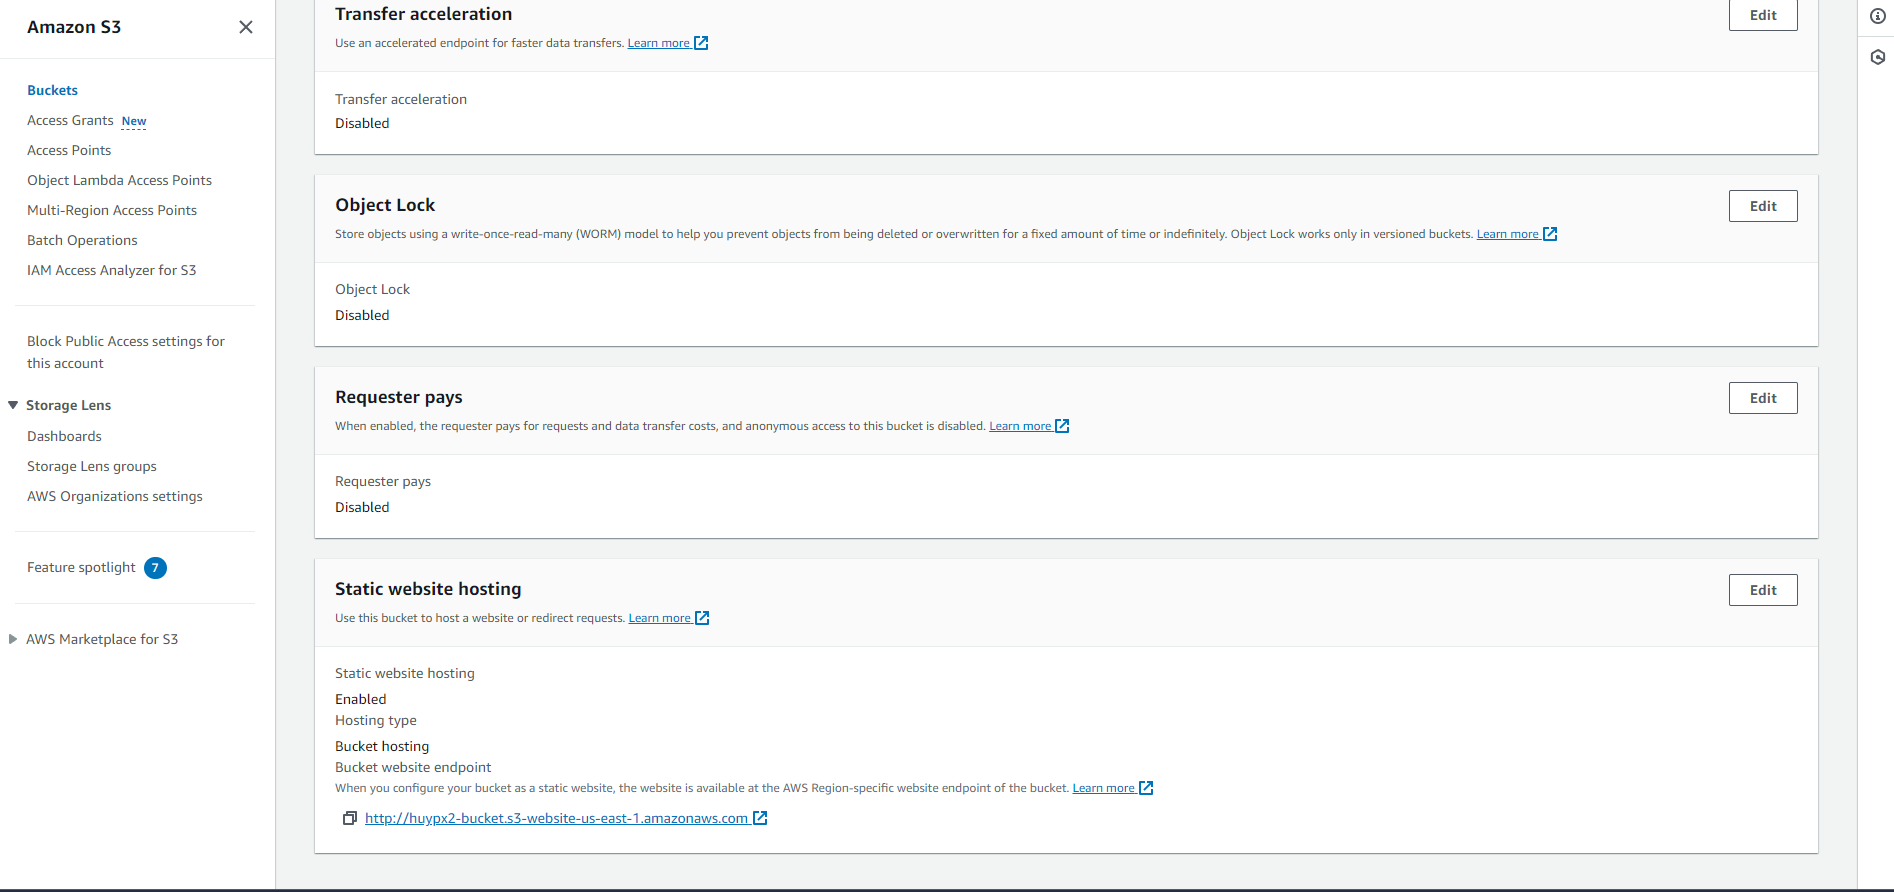 Amazon S3
Buckets
Access Grants New
Access Points
Object Lambda Access Points
Multi-Region Access Points
Batch Operations
IAM Access Analyzer for S3
Block Public Access settings for
this account
Storage Lens
Dashboards
Storage Lens groups
AWS Organizations settings
Feature spotlight 7
AWS Marketplace for S3
Transfer acceleration
Edit
Use an accelerated endpoint for faster data transfers. Learn more
Transfer acceleration
Disabled
Object Lock
Edit
Store objects using a write-once-read-many (WORM) model to help you prevent objects from being deleted or overwritten for a fixed amount of time or indefinitely. Object Lock works only in versioned buckets. Learn more
Object Lock
Disabled
Requester pays
Edit
When enabled, the requester pays for requests and data transfer costs, and anonymous access to this bucket is disabled. Learn more
Requester pays
Disabled
Static website hosting
Edit
Use this bucket to host a website or redirect requests. Learn more
Static website hosting
Enabled
Hosting type
Bucket hosting
Bucket website endpoint
When you configure your bucket as a static website, the website is available at the AWS Region-specific website endpoint of the bucket. Learn more
http://huypx2-bucket.s3-website-us-east-1.amazonaws.com